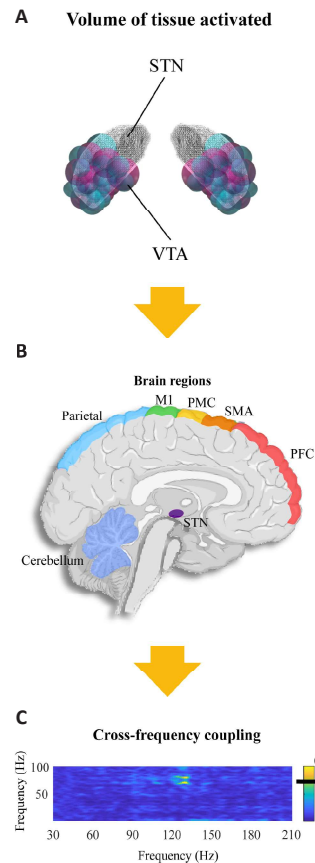 A
Volume of tissue activated
STN
VTA
B
Brain regions
M1
PMC
SMA
Parietal
PFC
STN
Cerebellum
C
Cross-frequency coupling
Frequency (Hz)
100
50
30 60 90 120 150 180 210
Frequency (Hz)